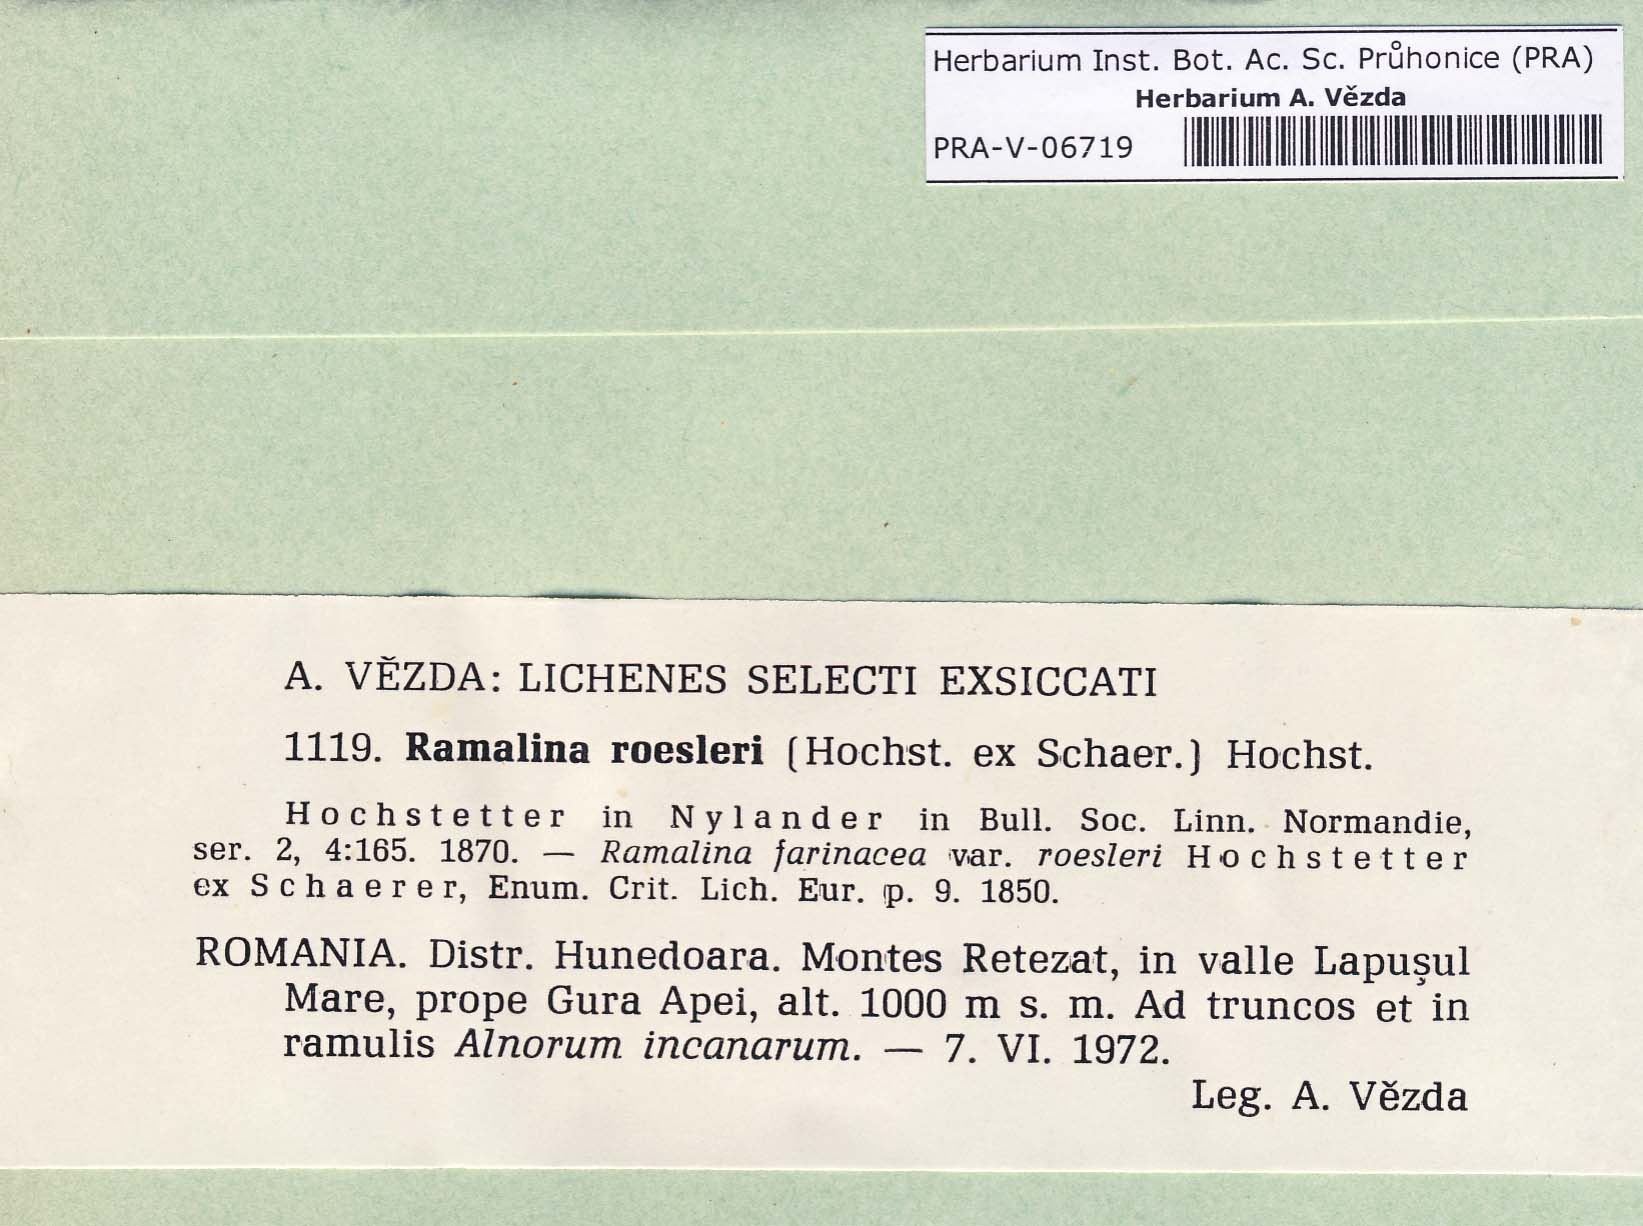 Herbarium Inst. Bot. Ac. Sc. Průhonice (PRA)
Herbarium A. Vězda
PRA-V-06719
A. VĚZDA: LICHENES SELECTI EXSICCATI
1119. Ramalina roesleri (Hochst. ex Schaer.) Hochst.
Hochstetter in Nylander in Bull. Soc. Linn. Normandie,
ser. 2, 4:165. 1870. — Ramalina farinacea var. roesleri Hochstetter
ex Schaerer, Enum. Crit. Lich. Eur. p. 9. 1850.
ROMANIA. Distr. Hunedoara. Montes Retezat, in valle Lapușul
Mare, prope Gura Apei, alt. 1000 m s. m. Ad truncos et in
ramulis Alnorum incanarum. — 7. VI. 1972.
Leg. A. Vězda